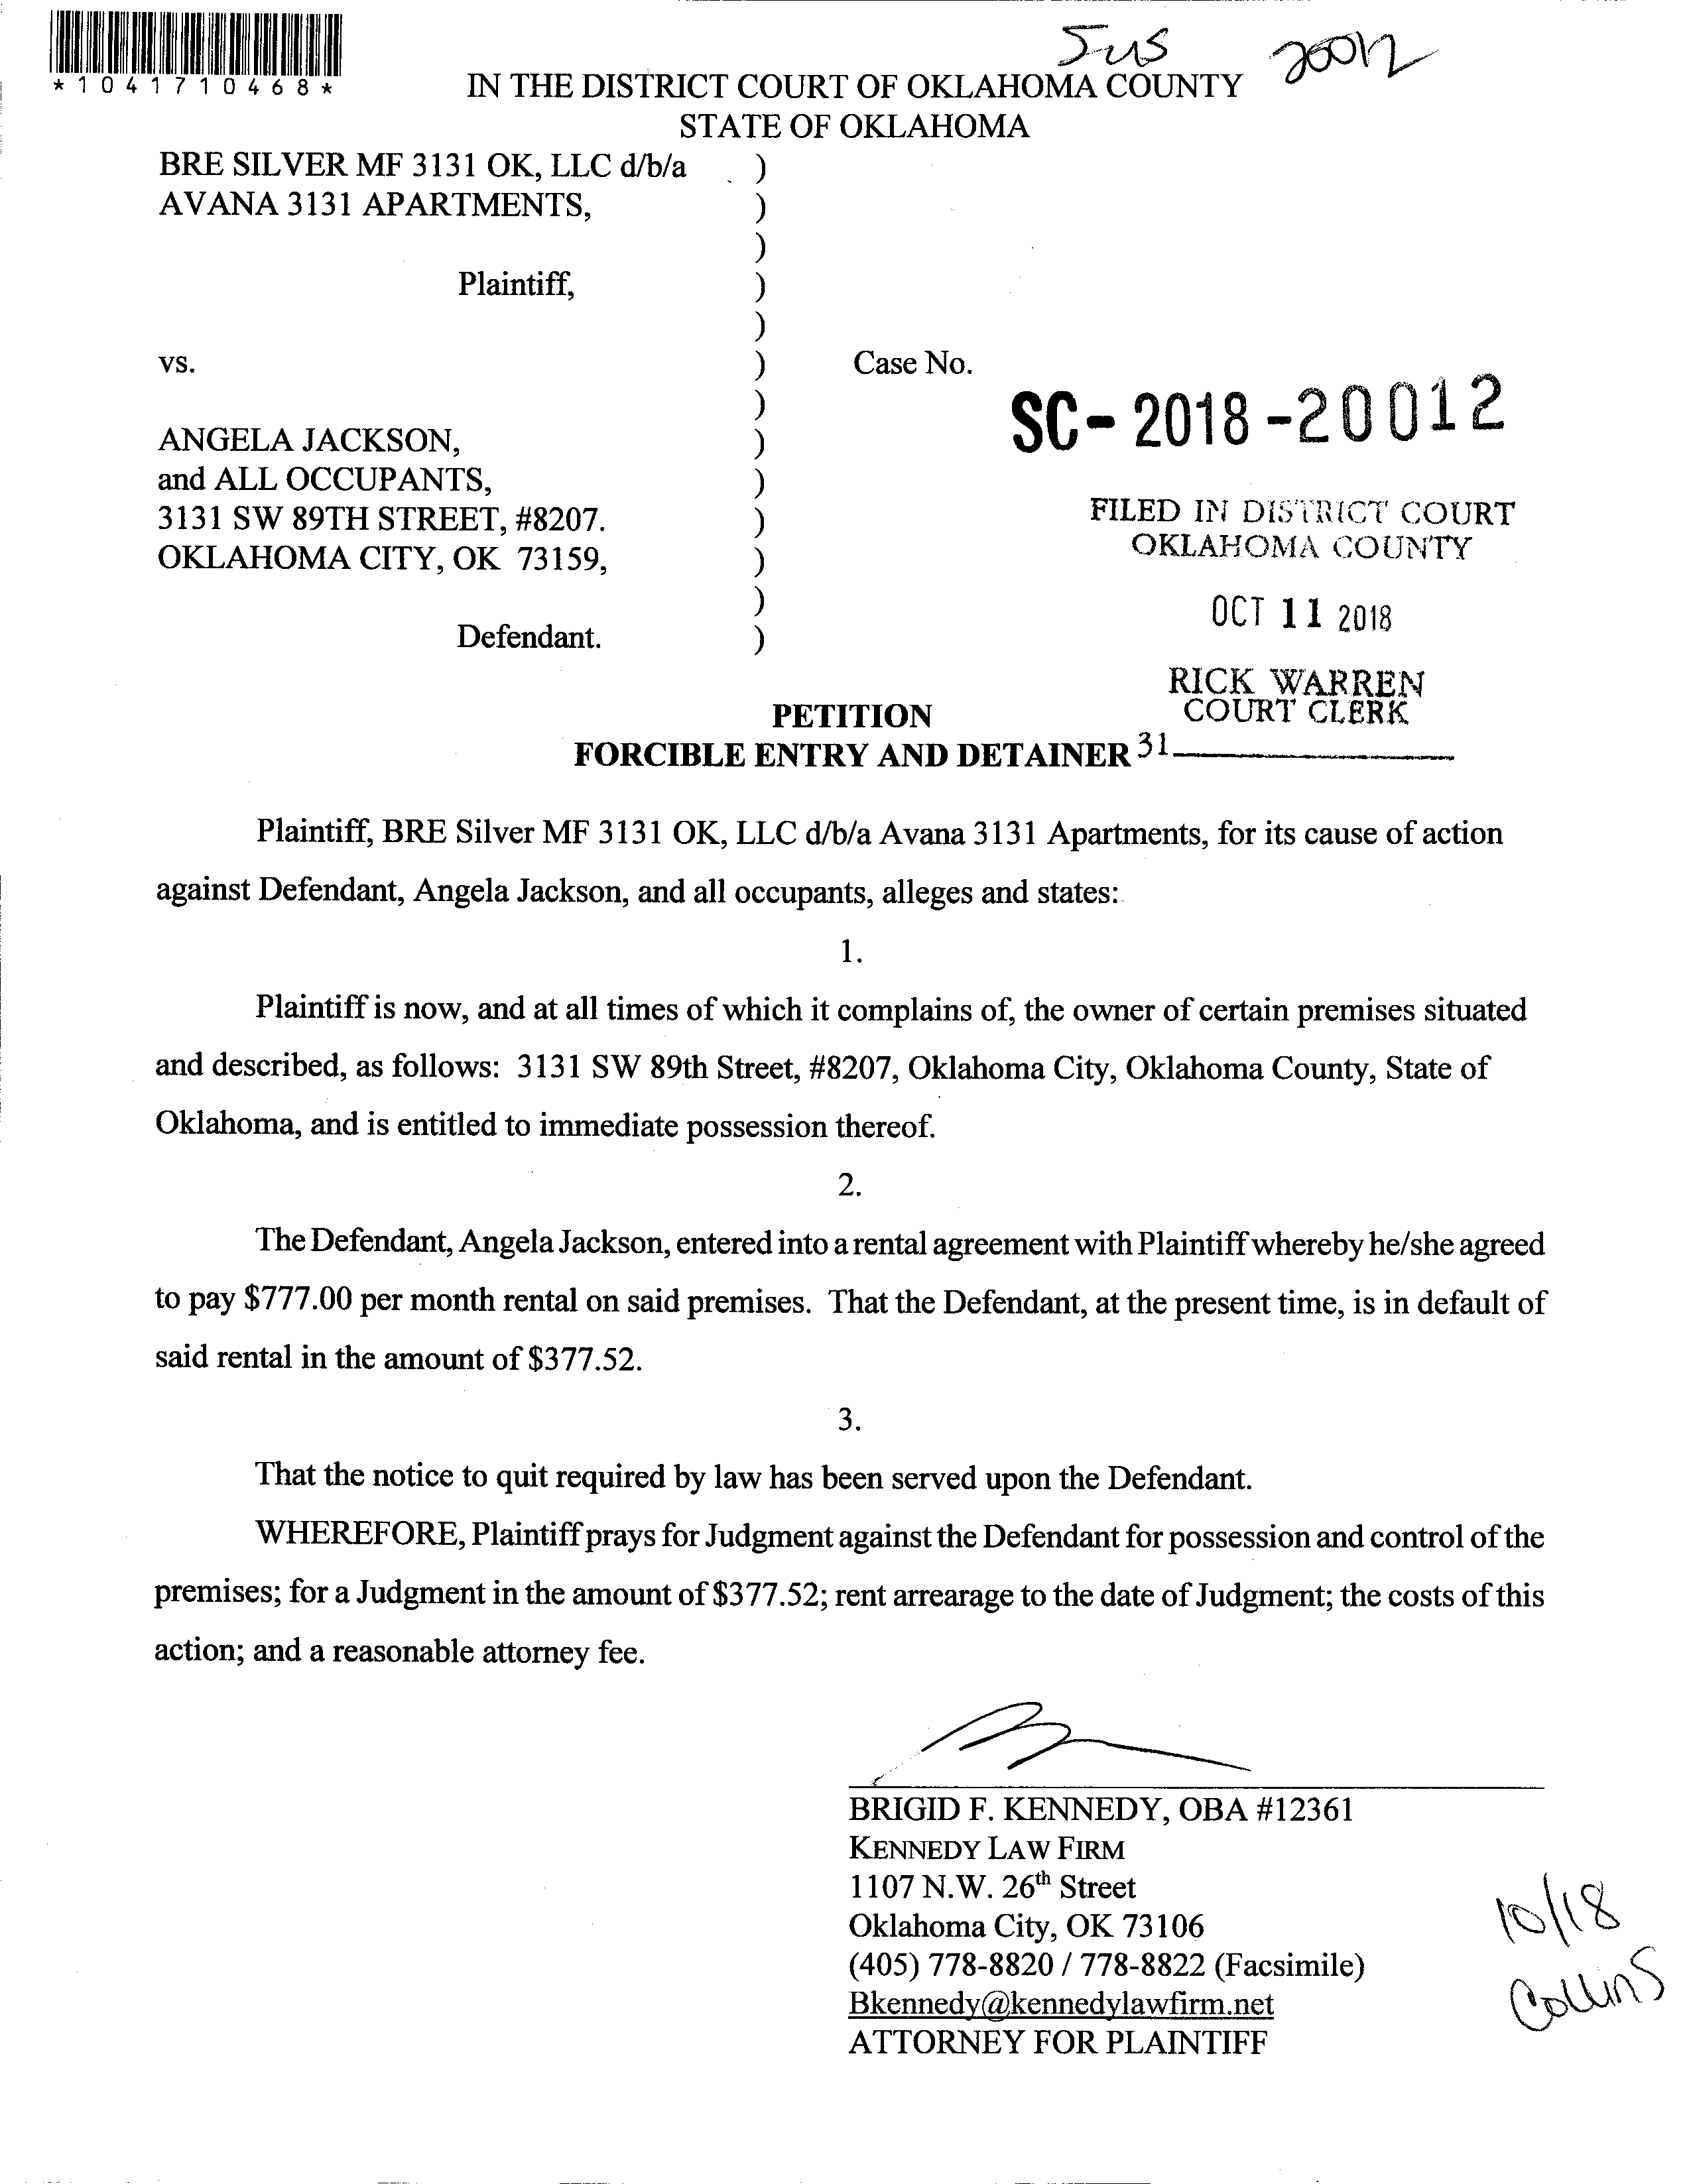 *1041710468*
20012
IN THE DISTRICT COURT OF OKLAHOMA COUNTY
STATE OF OKLAHOMA
BRE SILVER MF 3131 OK, LLC d/b/a )
AVANA 3131 APARTMENTS, )
)
Plaintiff, )
)
vs. ) Case No.
)
SC-2018-20012
ANGELA JACKSON, )
and ALL OCCUPANTS, )
3131 SW 89TH STREET, #8207. )
OKLAHOMA CITY, OK 73159, )
)
Defendant. )
FILED IN DISTRICT COURT
OKLAHOMA COUNTY
OCT 11 2018
RICK WARREN
COURT CLERK
31
PETITION
FORCIBLE ENTRY AND DETAINER
Plaintiff, BRE Silver MF 3131 OK, LLC d/b/a Avana 3131 Apartments, for its cause of action
against Defendant, Angela Jackson, and all occupants, alleges and states:
1.
Plaintiff is now, and at all times of which it complains of, the owner of certain premises situated
and described, as follows: 3131 SW 89th Street, #8207, Oklahoma City, Oklahoma County, State of
Oklahoma, and is entitled to immediate possession thereof.
2.
The Defendant, Angela Jackson, entered into a rental agreement with Plaintiff whereby he/she agreed
to pay $777.00 per month rental on said premises. That the Defendant, at the present time, is in default of
said rental in the amount of $377.52.
3.
That the notice to quit required by law has been served upon the Defendant.
WHEREFORE, Plaintiff prays for Judgment against the Defendant for possession and control of the
premises; for a Judgment in the amount of $377.52; rent arrearage to the date of Judgment; the costs of this
action; and a reasonable attorney fee.
BRIGID F. KENNEDY, OBA #12361
KENNEDY LAW FIRM
1107 N.W. 26th Street
Oklahoma City, OK 73106
(405) 778-8820 / 778-8822 (Facsimile)
Bkennedy@kennedylawfirm.net
ATTORNEY FOR PLAINTIFF
10/18
Collins